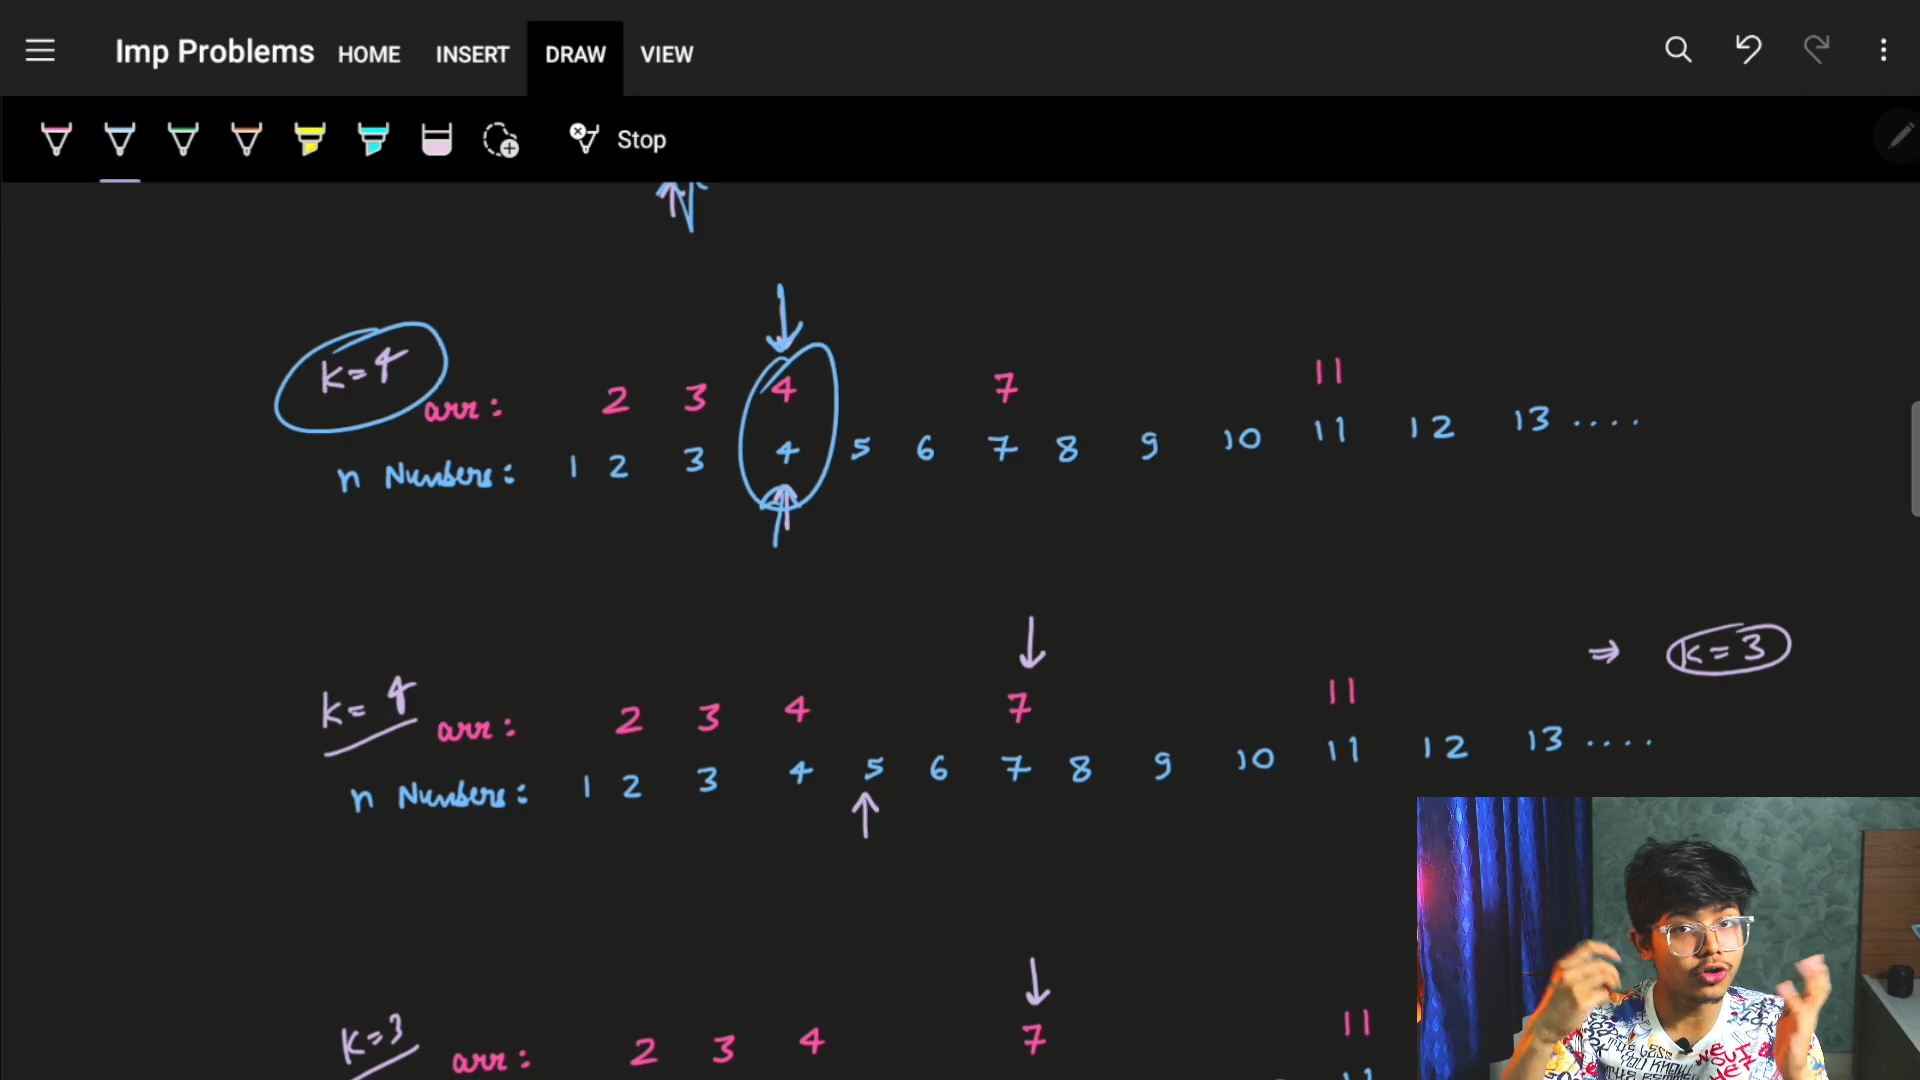 Imp Problems HOME INSERT DRAW VIEW
Stop
k=4
arr: 2 3 4 7 11
n Numbers: 1 2 3 4 5 6 7 8 9 10 11 12 13 ....
⇒ k=3
k=4
arr: 2 3 4 7 11
n Numbers: 1 2 3 4 5 6 7 8 9 10 11 12 13 ....
k=3
arr: 2 3 4 7 11